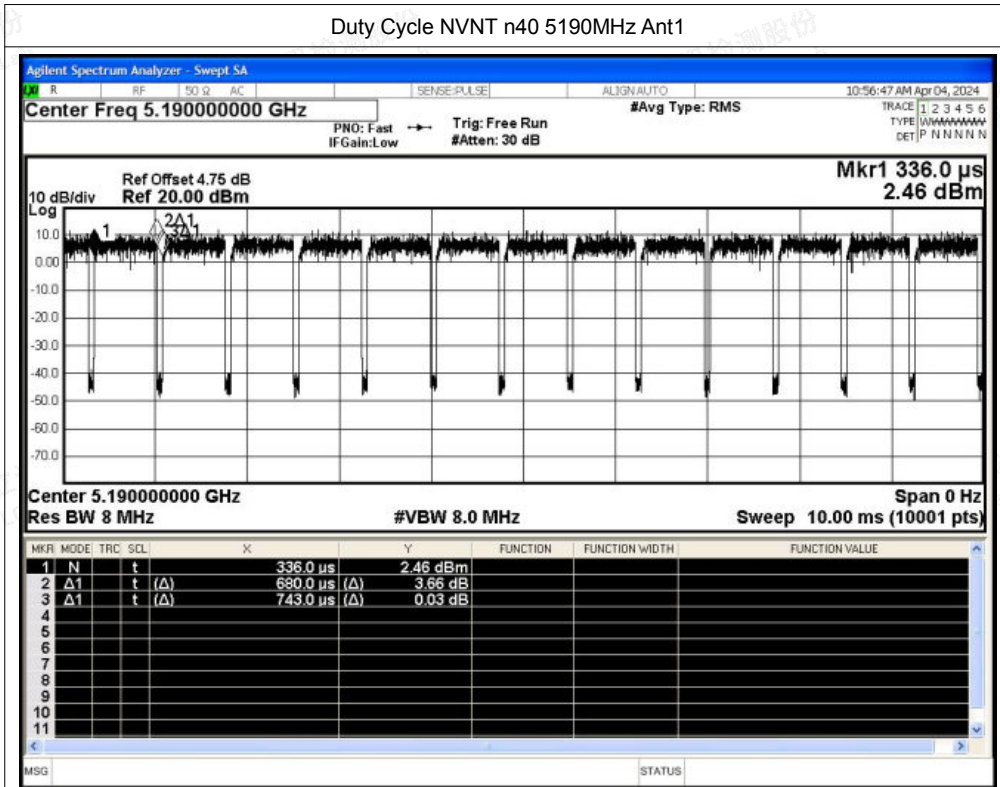 Duty Cycle NVNT n40 5190MHz Ant1
Agilent Spectrum Analyzer - Swept SA
R RF 50 Ω AC SENSE:PULSE ALIGN AUTO 10:56:47 AM Apr 04, 2024
Center Freq 5.190000000 GHz #Avg Type: RMS TRACE 1 2 3 4 5 6
PNO: Fast Trig: Free Run TYPE
IFGain:Low #Atten: 30 dB DET P N N N N N
Mkr1 336.0 µs
2.46 dBm
Ref Offset 4.75 dB
10 dB/div Ref 20.00 dBm
Log
10.0
0.00
-10.0
-20.0
-30.0
-40.0
-50.0
-60.0
-70.0
1
2Δ1
3Δ1
Center 5.190000000 GHz Span 0 Hz
Res BW 8 MHz #VBW 8.0 MHz Sweep 10.00 ms (10001 pts)
MKR MODE TRC SCL X Y FUNCTION FUNCTION WIDTH FUNCTION VALUE
1 N t 336.0 µs 2.46 dBm
2 Δ1 t (Δ) 680.0 µs (Δ) 3.66 dB
3 Δ1 t (Δ) 743.0 µs (Δ) 0.03 dB
4
5
6
7
8
9
10
11
MSG STATUS